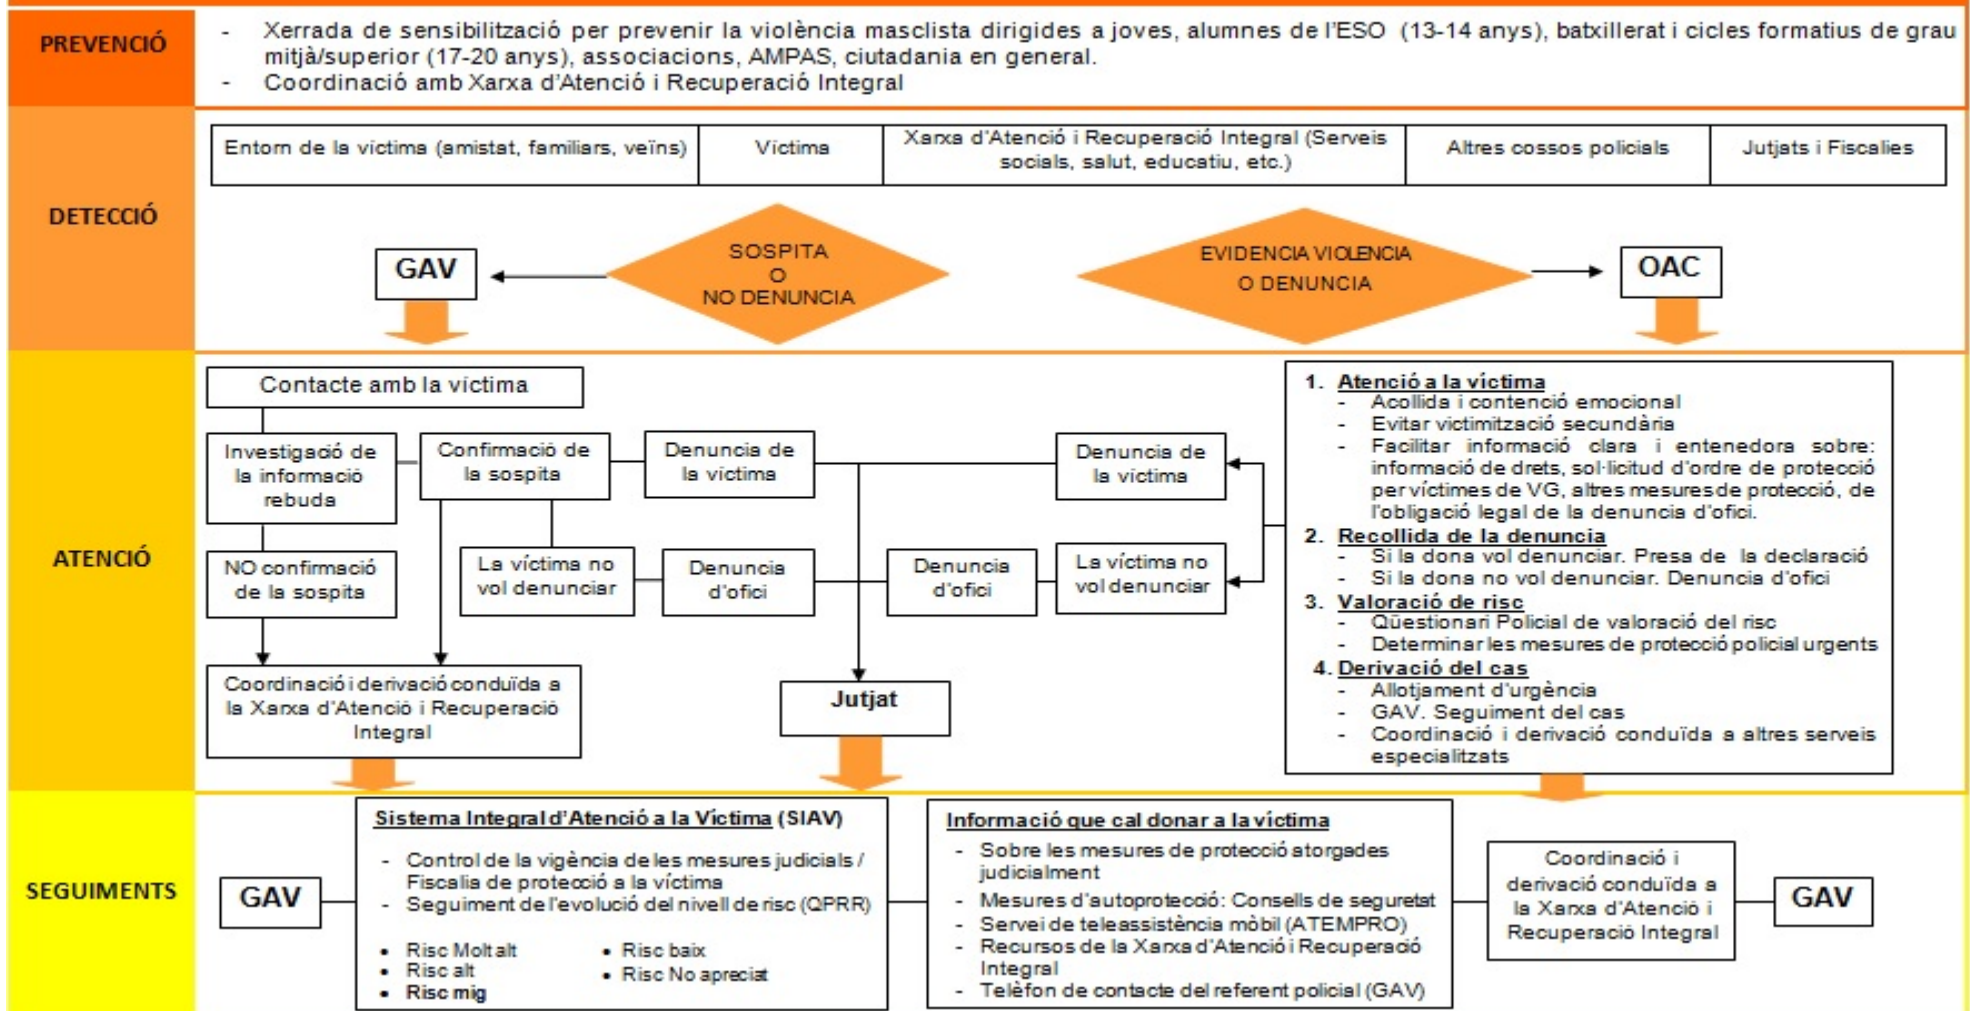 PREVENCIÓ
- Xerrada de sensibilització per prevenir la violència masclista dirigides a joves, alumnes de l'ESO (13-14 anys), batxillerat i cicles formatius de grau
mitjà/superior (17-20 anys), associacions, AMPAS, ciutadania en general.
- Coordinació amb Xarxa d'Atenció i Recuperació Integral
DETECCIÓ
Entorn de la víctima (amistat, familiars, veïns)
Víctima
Xarxa d'Atenció i Recuperació Integral (Serveis
socials, salut, educatiu, etc.)
Altres cossos policials
Jutjats i Fiscalies
GAV
SOSPITA
O
NO DENUNCIA
EVIDENCIA VIOLENCIA
O DENUNCIA
OAC
ATENCIÓ
Contacte amb la víctima
Investigació de
la informació
rebuda
Confirmació de
la sospita
Denuncia de
la víctima
Denuncia de
la víctima
NO confirmació
de la sospita
La víctima no
vol denunciar
Denuncia
d'ofici
Denuncia
d'ofici
La víctima no
vol denunciar
Coordinació i derivació conduïda a
la Xarxa d'Atenció i Recuperació
Integral
Jutjat
1. Atenció a la víctima
- Acollida i contenció emocional
- Evitar victimització secundària
- Facilitar informació clara i entenedora sobre:
informació de drets, sol·licitud d'ordre de protecció
per víctimes de VG, altres mesures de protecció, de
l'obligació legal de la denuncia d'ofici.
2. Recollida de la denuncia
- Si la dona vol denunciar. Presa de la declaració
- Si la dona no vol denunciar. Denuncia d'ofici
3. Valoració de risc
- Qüestionari Policial de valoració del risc
- Determinar les mesures de protecció policial urgents
4. Derivació del cas
- Allotjament d'urgència
- GAV. Seguiment del cas
- Coordinació i derivació conduïda a altres serveis
especialitzats
SEGUIMENTS
GAV
Sistema Integral d'Atenció a la Víctima (SIAV)
- Control de la vigència de les mesures judicials /
Fiscalia de protecció a la víctima
- Seguiment de l'evolució del nivell de risc (QPRR)
• Risc Molt alt
• Risc alt
• Risc mig
• Risc baix
• Risc No apreciat
Informació que cal donar a la víctima
- Sobre les mesures de protecció atorgades
judicialment
- Mesures d'autoprotecció: Consells de seguretat
- Servei de teleassistència mòbil (ATEMPRO)
- Recursos de la Xarxa d'Atenció i Recuperació
Integral
- Telèfon de contacte del referent policial (GAV)
Coordinació i
derivació conduïda a
la Xarxa d'Atenció i
Recuperació Integral
GAV